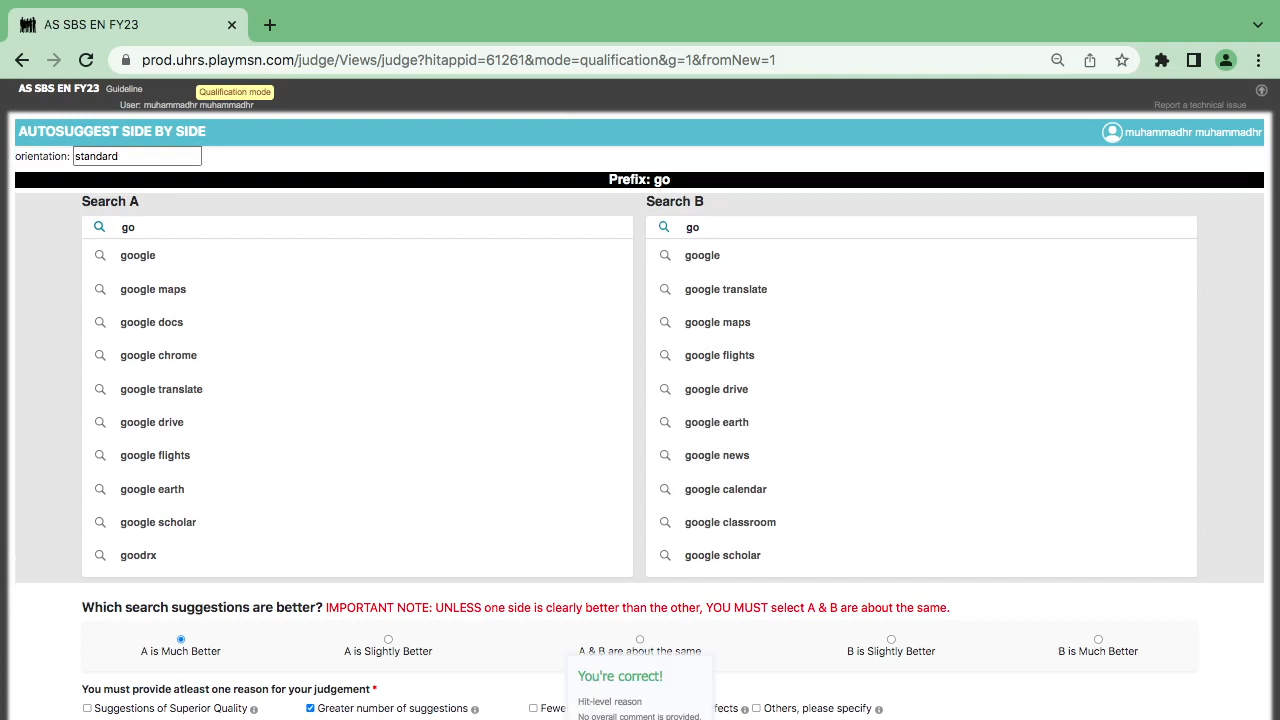 AS SBS EN FY23
prod.uhrs.playmsn.com/judge/Views/judge?hitappid=61261&mode=qualification&g=1&fromNew=1
AS SBS EN FY23 Guideline Qualification mode
User: muhammadhr muhammadhr Report a technical issue
AUTOSUGGEST SIDE BY SIDE muhammadhr muhammadhr
orientation: standard
Prefix: go
Search A
go
google
google maps
google docs
google chrome
google translate
google drive
google flights
google earth
google scholar
goodrx
Search B
go
google
google translate
google maps
google flights
google drive
google earth
google news
google calendar
google classroom
google scholar
Which search suggestions are better? IMPORTANT NOTE: UNLESS one side is clearly better than the other, YOU MUST select A & B are about the same.
A is Much Better A is Slightly Better A & B are about the same B is Slightly Better B is Much Better
You must provide atleast one reason for your judgement *
Suggestions of Superior Quality Greater number of suggestions Fewe fects Others, please specify
You're correct!
Hit-level reason
No overall comment is provided.